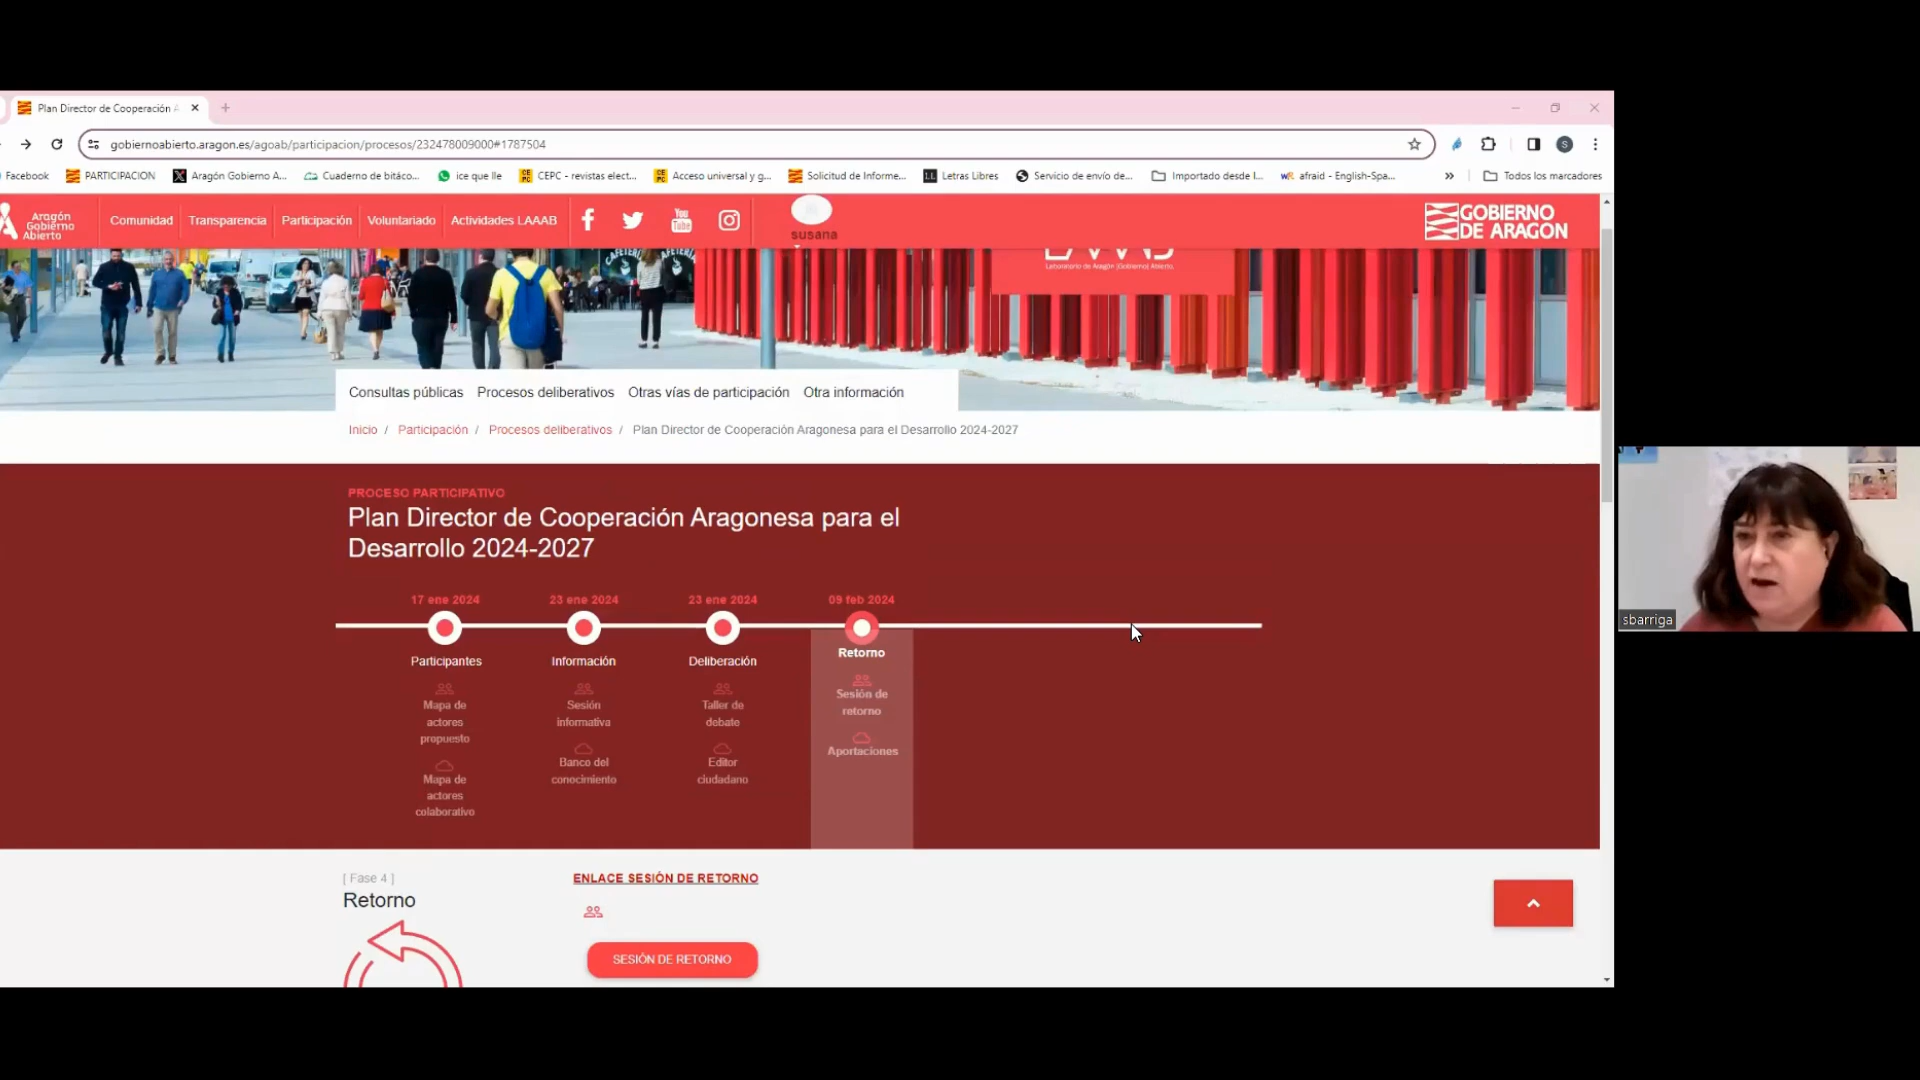 Plan Director de Cooperación A
gobiernoabierto.aragon.es/agoab/participacion/procesos/232478009000#1787504
S
Facebook
PARTICIPACION
Aragón Gobierno A...
Cuaderno de bitáco...
ice que lle
CEPC - revistas elect...
Acceso universal y g...
Solicitud de Informe...
Letras Libres
Servicio de envío de...
Importado desde I...
afraid - English-Spa...
Todos los marcadores
Aragón
Gobierno
Abierto
Comunidad
Transparencia
Participación
Voluntariado
Actividades LAAAB
You
Tube
susana
GOBIERNO
DE ARAGON
Laboratorio de Aragón [Gobierno] Abierto
Consultas públicas
Procesos deliberativos
Otras vías de participación
Otra información
Inicio / Participación / Procesos deliberativos / Plan Director de Cooperación Aragonesa para el Desarrollo 2024-2027
PROCESO PARTICIPATIVO
Plan Director de Cooperación Aragonesa para el
Desarrollo 2024-2027
17 ene 2024
23 ene 2024
23 ene 2024
09 feb 2024
Participantes
Información
Deliberación
Retorno
Mapa de
actores
propuesto
Mapa de
actores
colaborativo
Sesión
informativa
Banco del
conocimiento
Taller de
debate
Editor
ciudadano
Sesión de
retorno
Aportaciones
[ Fase 4 ]
Retorno
ENLACE SESIÓN DE RETORNO
SESIÓN DE RETORNO
sbarriga